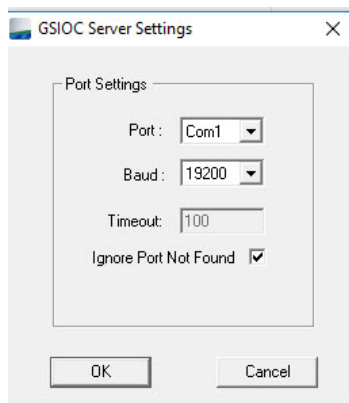 GSIOC Server Settings
Port Settings
Port : Com1
Baud : 19200
Timeout: 100
Ignore Port Not Found
OK Cancel